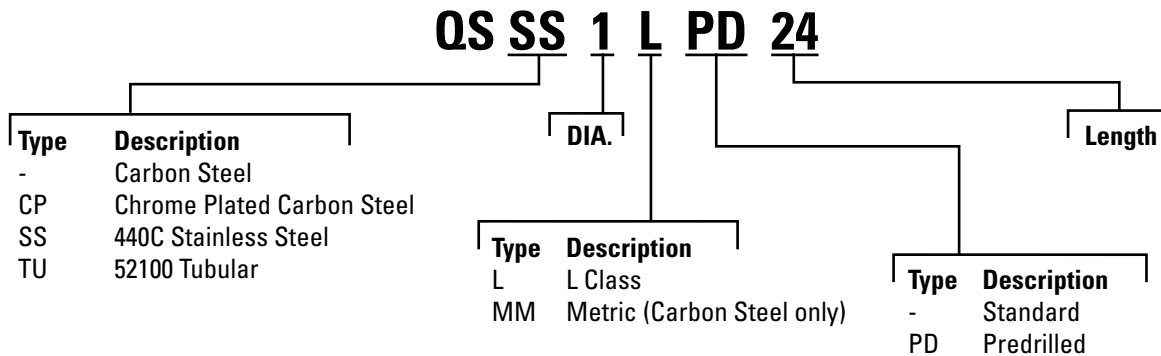 QS SS 1 L PD 24
Type Description
- Carbon Steel
CP Chrome Plated Carbon Steel
SS 440C Stainless Steel
TU 52100 Tubular
DIA.
Type Description
L L Class
MM Metric (Carbon Steel only)
Type Description
- Standard
PD Predrilled
Length